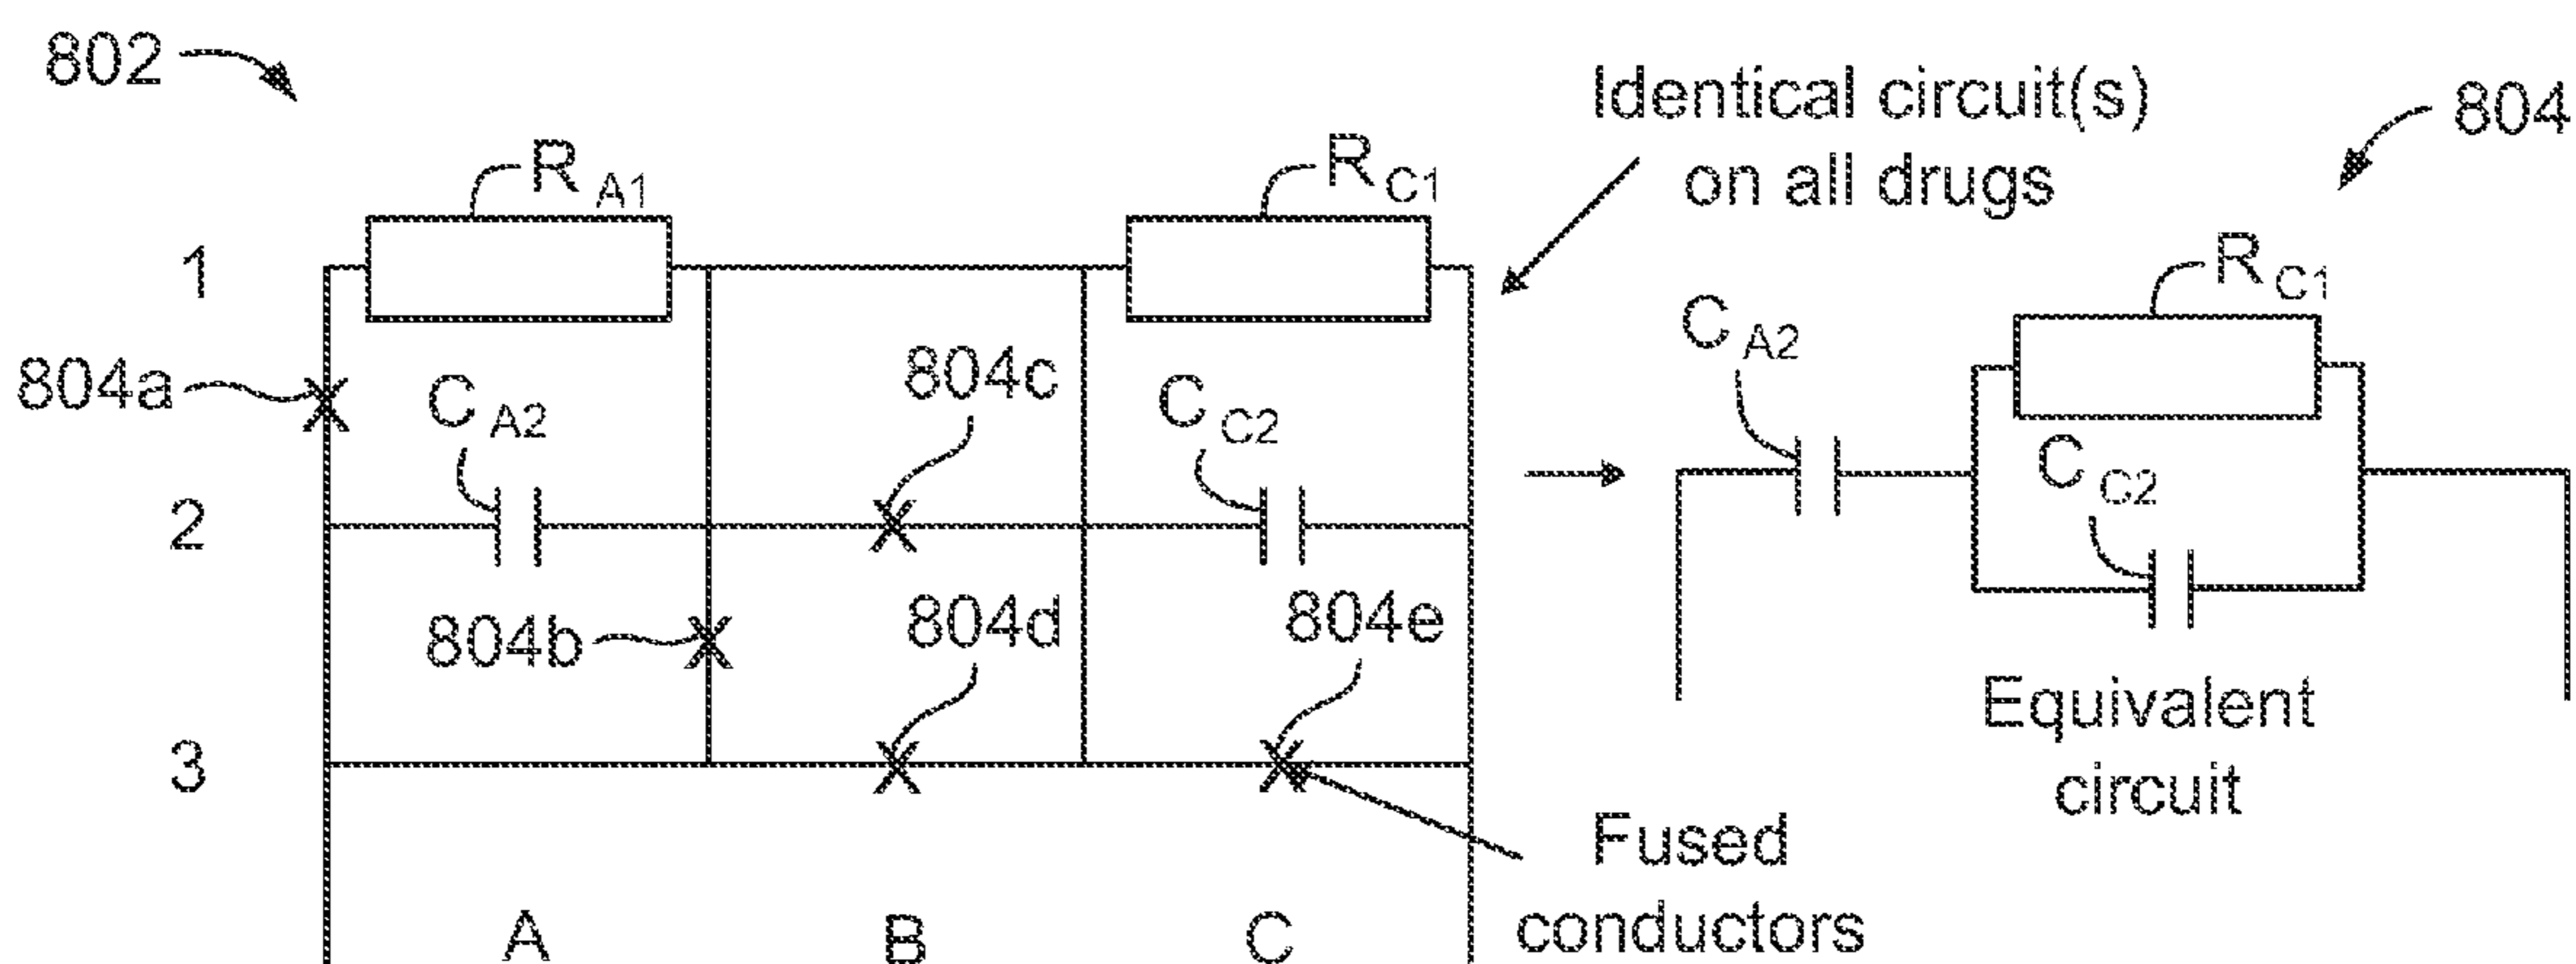 802
Identical circuit(s)
on all drugs
804
R A1
R C1
1
R C1
C A2
804a
C A2
804c
C C2
C C2
2
804b
804d
804e
Equivalent
circuit
3
Fused
conductors
A
B
C